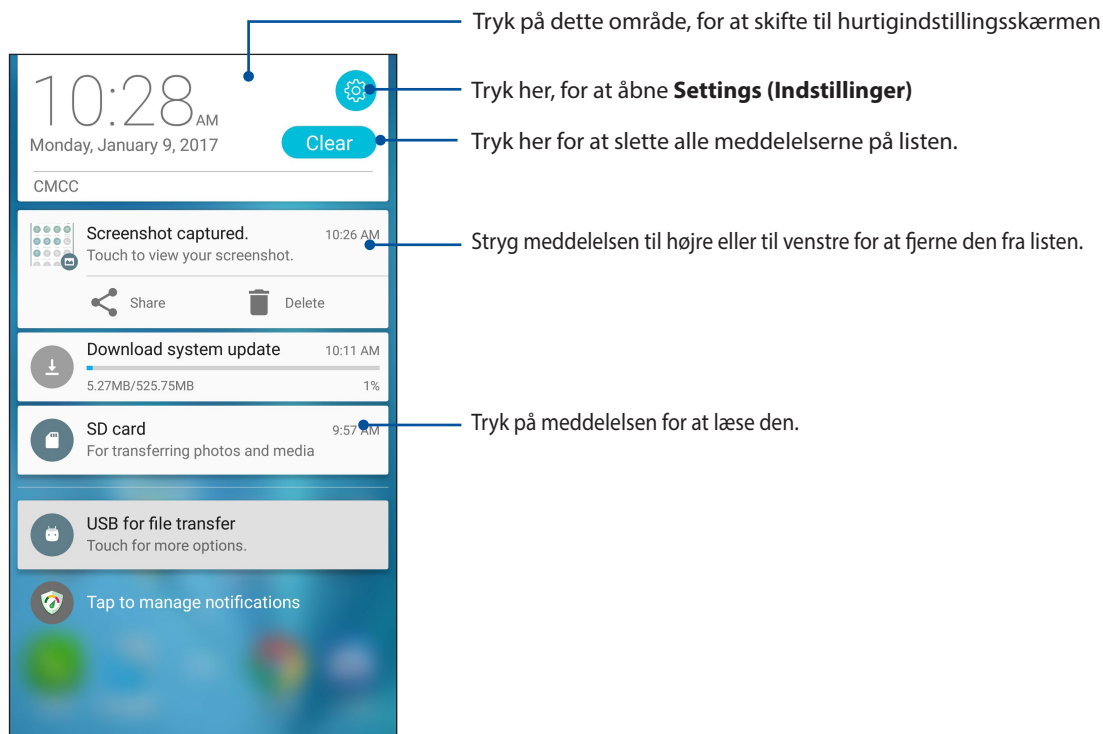 Tryk på dette område, for at skifte til hurtigindstillingsskærmen
10:28 AM
Tryk her, for at åbne Settings (Indstillinger)
Monday, January 9, 2017
Clear
Tryk her for at slette alle meddelelserne på listen.
CMCC
Screenshot captured. 10:26 AM
Touch to view your screenshot.
Stryg meddelelsen til højre eller til venstre for at fjerne den fra listen.
Share Delete
Download system update 10:11 AM
5.27MB/525.75MB 1%
SD card 9:57 AM
For transferring photos and media
Tryk på meddelelsen for at læse den.
USB for file transfer
Touch for more options.
Tap to manage notifications